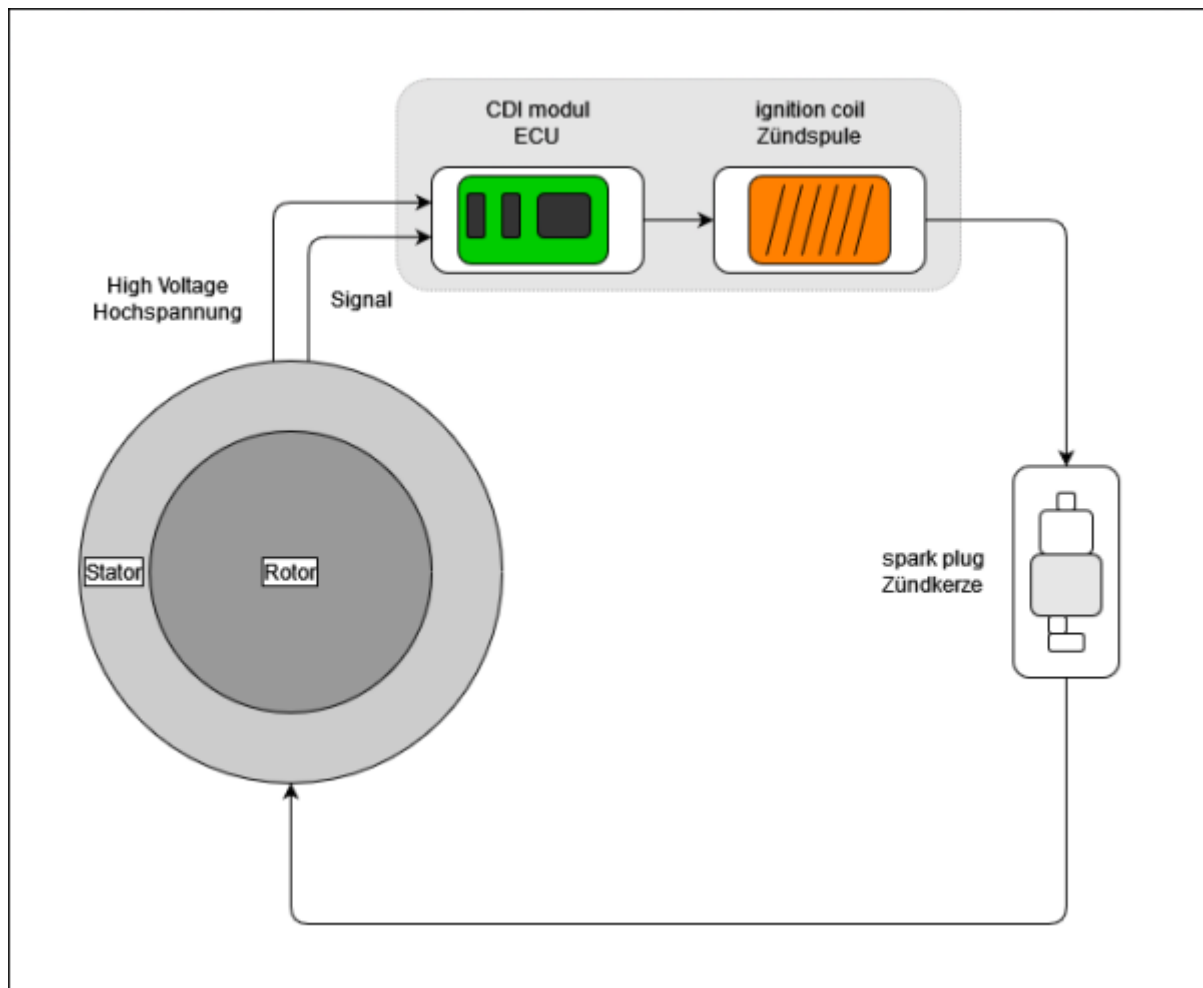 CDI modul
ECU
ignition coil
Zündspule
High Voltage
Hochspannung
Signal
Stator
Rotor
spark plug
Zündkerze